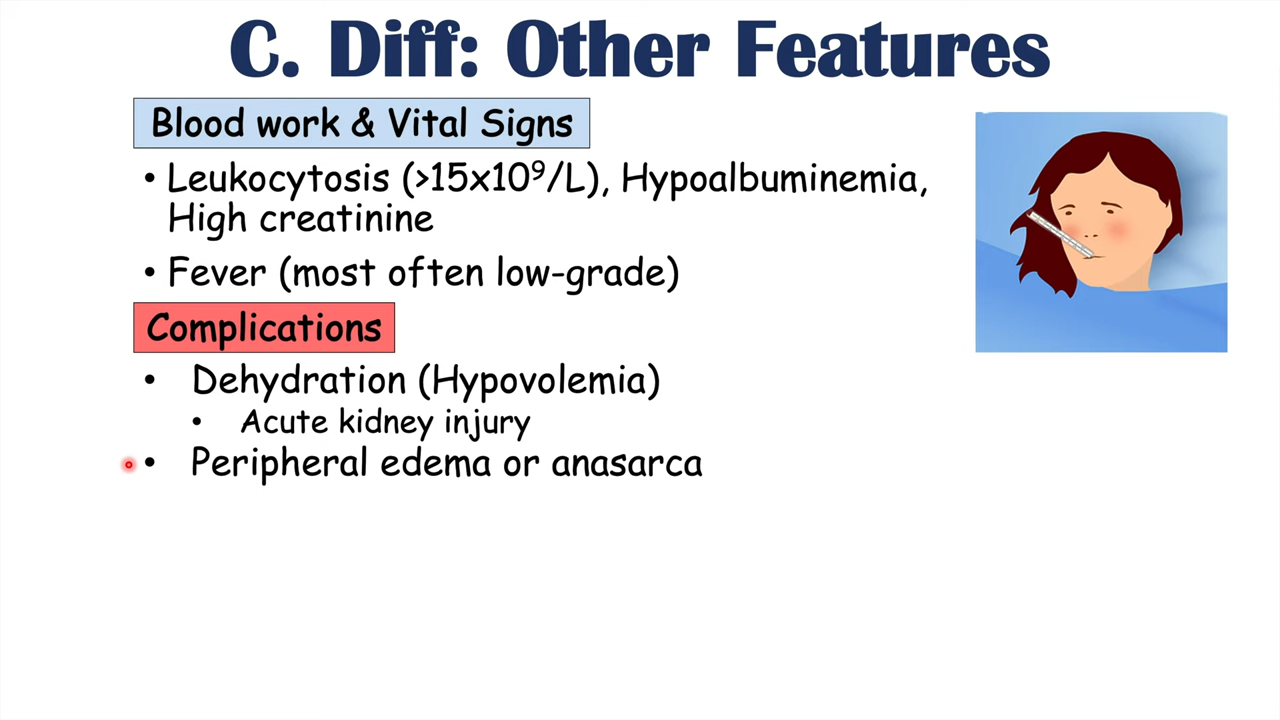 C. Diff: Other Features
Blood work & Vital Signs
• Leukocytosis (>15x10⁹/L), Hypoalbuminemia,
High creatinine
• Fever (most often low-grade)
Complications
• Dehydration (Hypovolemia)
• Acute kidney injury
• Peripheral edema or anasarca